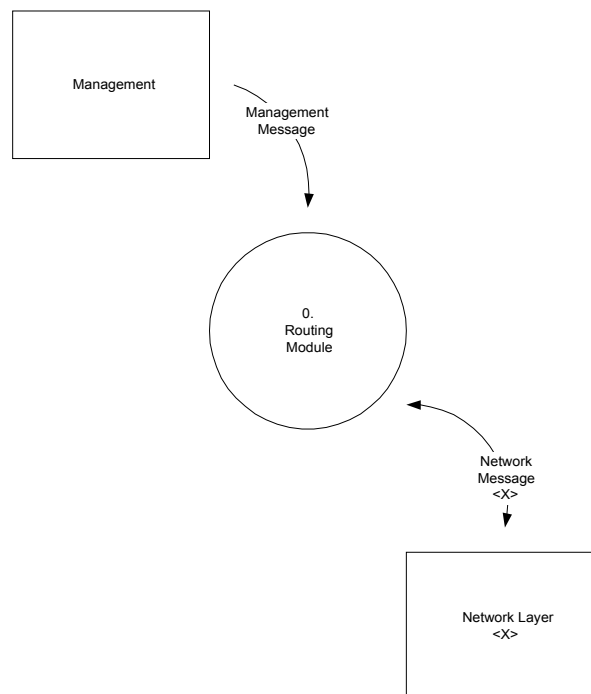 Management
Management
Message
0.
Routing
Module
Network
Message
<X>
Network Layer
<X>